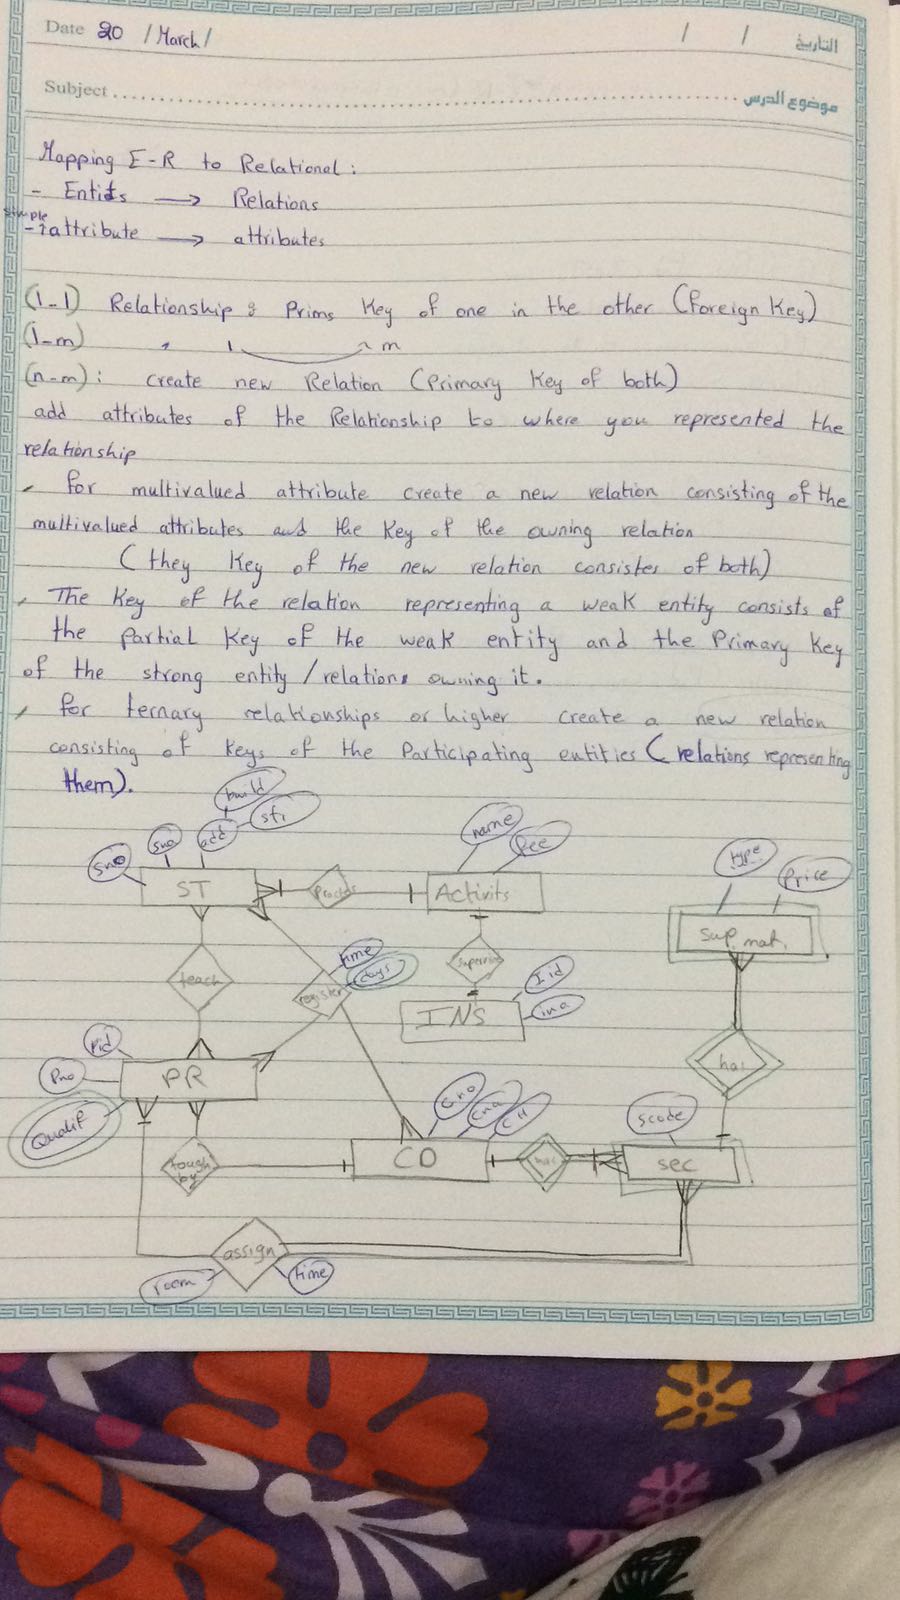 Date 20 / March / / / التاريخ
Subject موضوع الدرس
Mapping E-R to Relational :
- Entits → Relations
simple
- attribute → attributes
(1-1) Relationship : Prims Key of one in the other (Foreign Key)
(1-m) " 1 m
(n-m) : create new Relation (Primary Key of both)
add attributes of the Relationship to where you represented the
relationship
for multivalued attribute create a new relation consisting of the
multivalued attributes and the Key of the owning relation
( they Key of the new relation consistes of both)
The Key of the relation representing a weak entity consists of
the partial Key of the weak entity and the Primary Key
of the strong entity / relations owning it.
for ternary relationships or higher create a new relation
consisting of Keys of the Participating entities ( relations representing
them).
build
sno sna add str
name fee
type Price
ST Activits
Sup. mat.
teach
register
time
days
supervise
INS
I id
ina
has
Pid
Pno
Qualif
PR
Cno Cna CH
scode
tough by
CO
has
sec
assign
room time